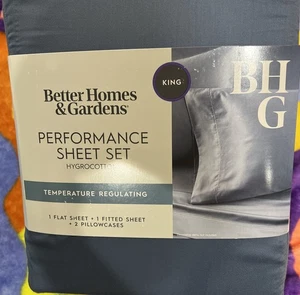 KING
BH
G
Better Homes
& Gardens
PERFORMANCE
SHEET SET
TEMPERATURE REGULATING
1 FLAT SHEET + 1 FITTED SHEET
+ 2 PILLOWCASES